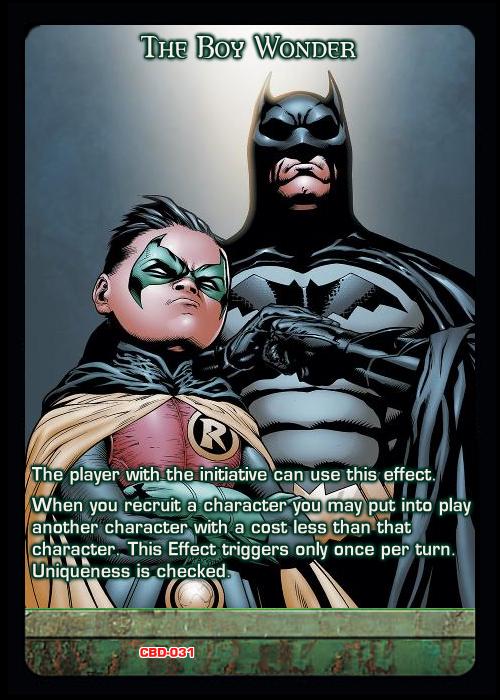 The Boy Wonder
R
The player with the initiative can use this effect.
When you recruit a character you may put into play
another character with a cost less than that
character. This Effect triggers only once per turn.
Uniqueness is checked.
CBD-031